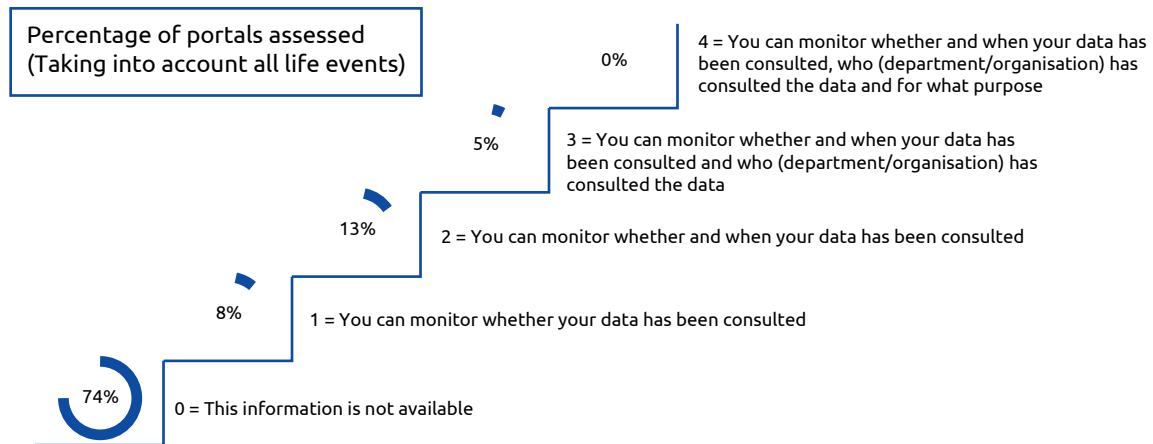 Percentage of portals assessed
(Taking into account all life events)
0%
4 = You can monitor whether and when your data has
been consulted, who (department/organisation) has
consulted the data and for what purpose
5%
3 = You can monitor whether and when your data has
been consulted and who (department/organisation) has
consulted the data
13%
2 = You can monitor whether and when your data has been consulted
8%
1 = You can monitor whether your data has been consulted
74%
0 = This information is not available